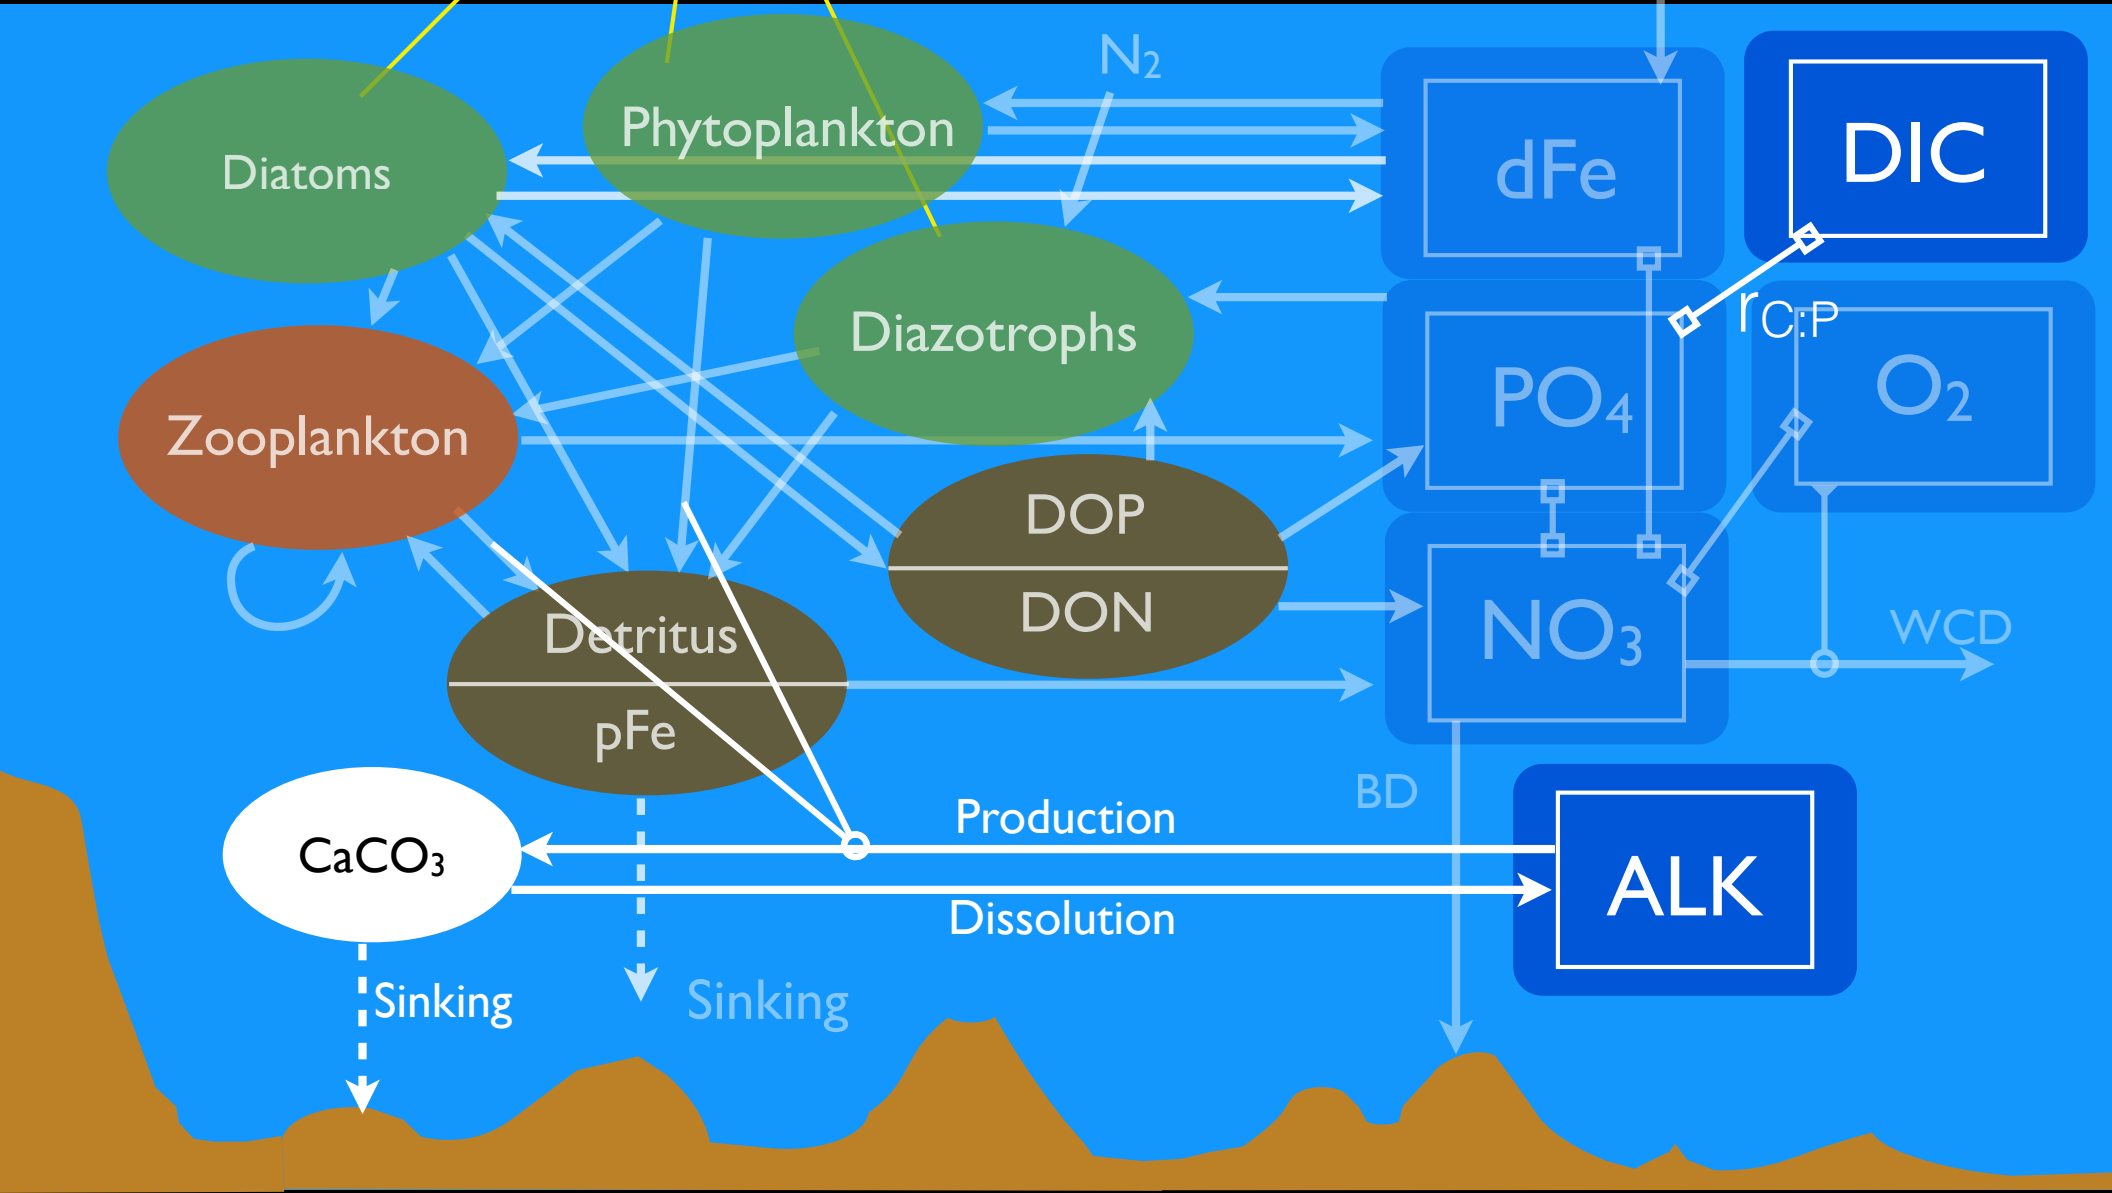 N₂
Phytoplankton
Diatoms
dFe
DIC
Diazotrophs
rC:P
PO₄
O₂
Zooplankton
DOP
DON
NO₃
WCD
Detritus
pFe
BD
Production
CaCO₃
ALK
Dissolution
Sinking
Sinking